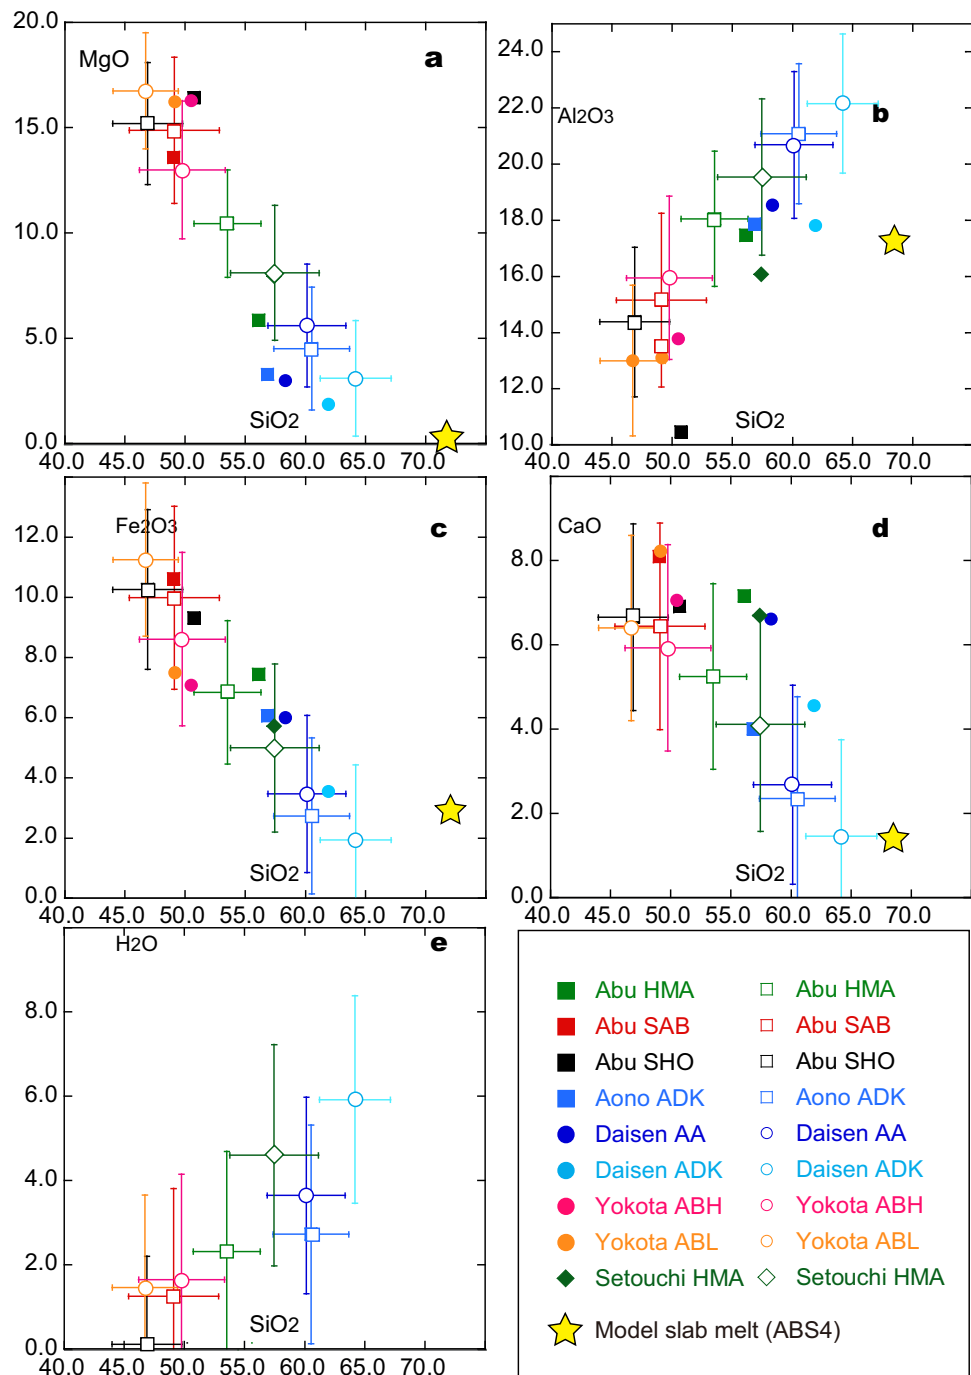 20.0
MgO
a
15.0
10.0
5.0
SiO2
0.0
40.0 45.0 50.0 55.0 60.0 65.0 70.0
24.0
Al2O3
b
22.0
20.0
18.0
16.0
14.0
12.0
SiO2
10.0
40.0 45.0 50.0 55.0 60.0 65.0 70.0
Fe2O3
c
12.0
10.0
8.0
6.0
4.0
2.0
SiO2
0.0
40.0 45.0 50.0 55.0 60.0 65.0 70.0
CaO
d
8.0
6.0
4.0
2.0
SiO2
0.0
40.0 45.0 50.0 55.0 60.0 65.0 70.0
H2O
e
8.0
6.0
4.0
2.0
SiO2
0.0
40.0 45.0 50.0 55.0 60.0 65.0 70.0
Abu HMA Abu HMA
Abu SAB Abu SAB
Abu SHO Abu SHO
Aono ADK Aono ADK
Daisen AA Daisen AA
Daisen ADK Daisen ADK
Yokota ABH Yokota ABH
Yokota ABL Yokota ABL
Setouchi HMA Setouchi HMA
Model slab melt (ABS4)